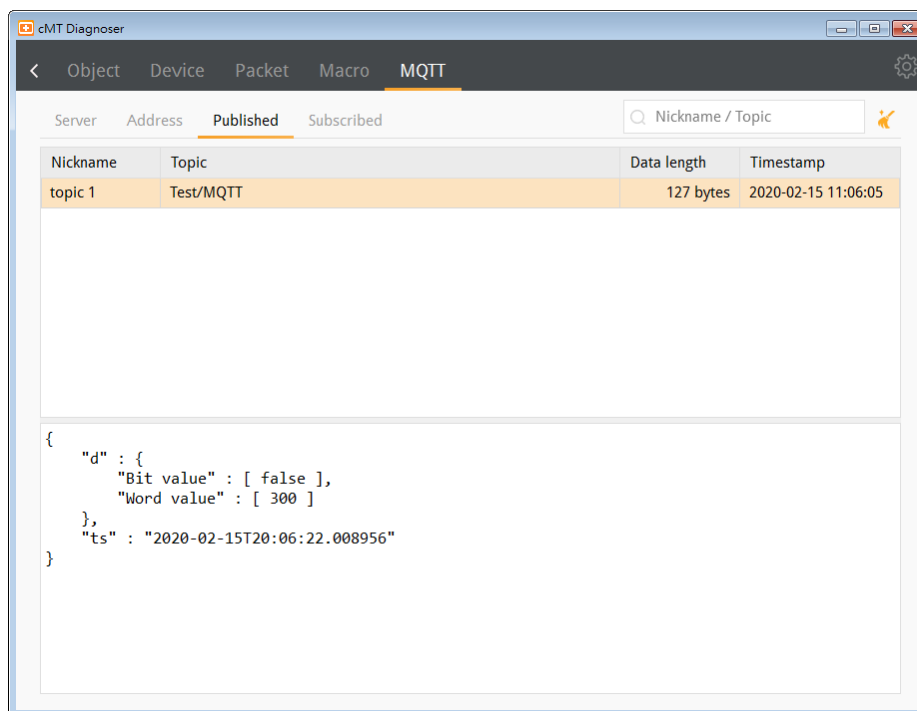 cMT Diagnoser
Object Device Packet Macro MQTT
Server Address Published Subscribed Nickname / Topic
Nickname Topic Data length Timestamp
topic 1 Test/MQTT 127 bytes 2020-02-15 11:06:05
{
"d" : {
"Bit value" : [ false ],
"Word value" : [ 300 ]
},
"ts" : "2020-02-15T20:06:22.008956"
}